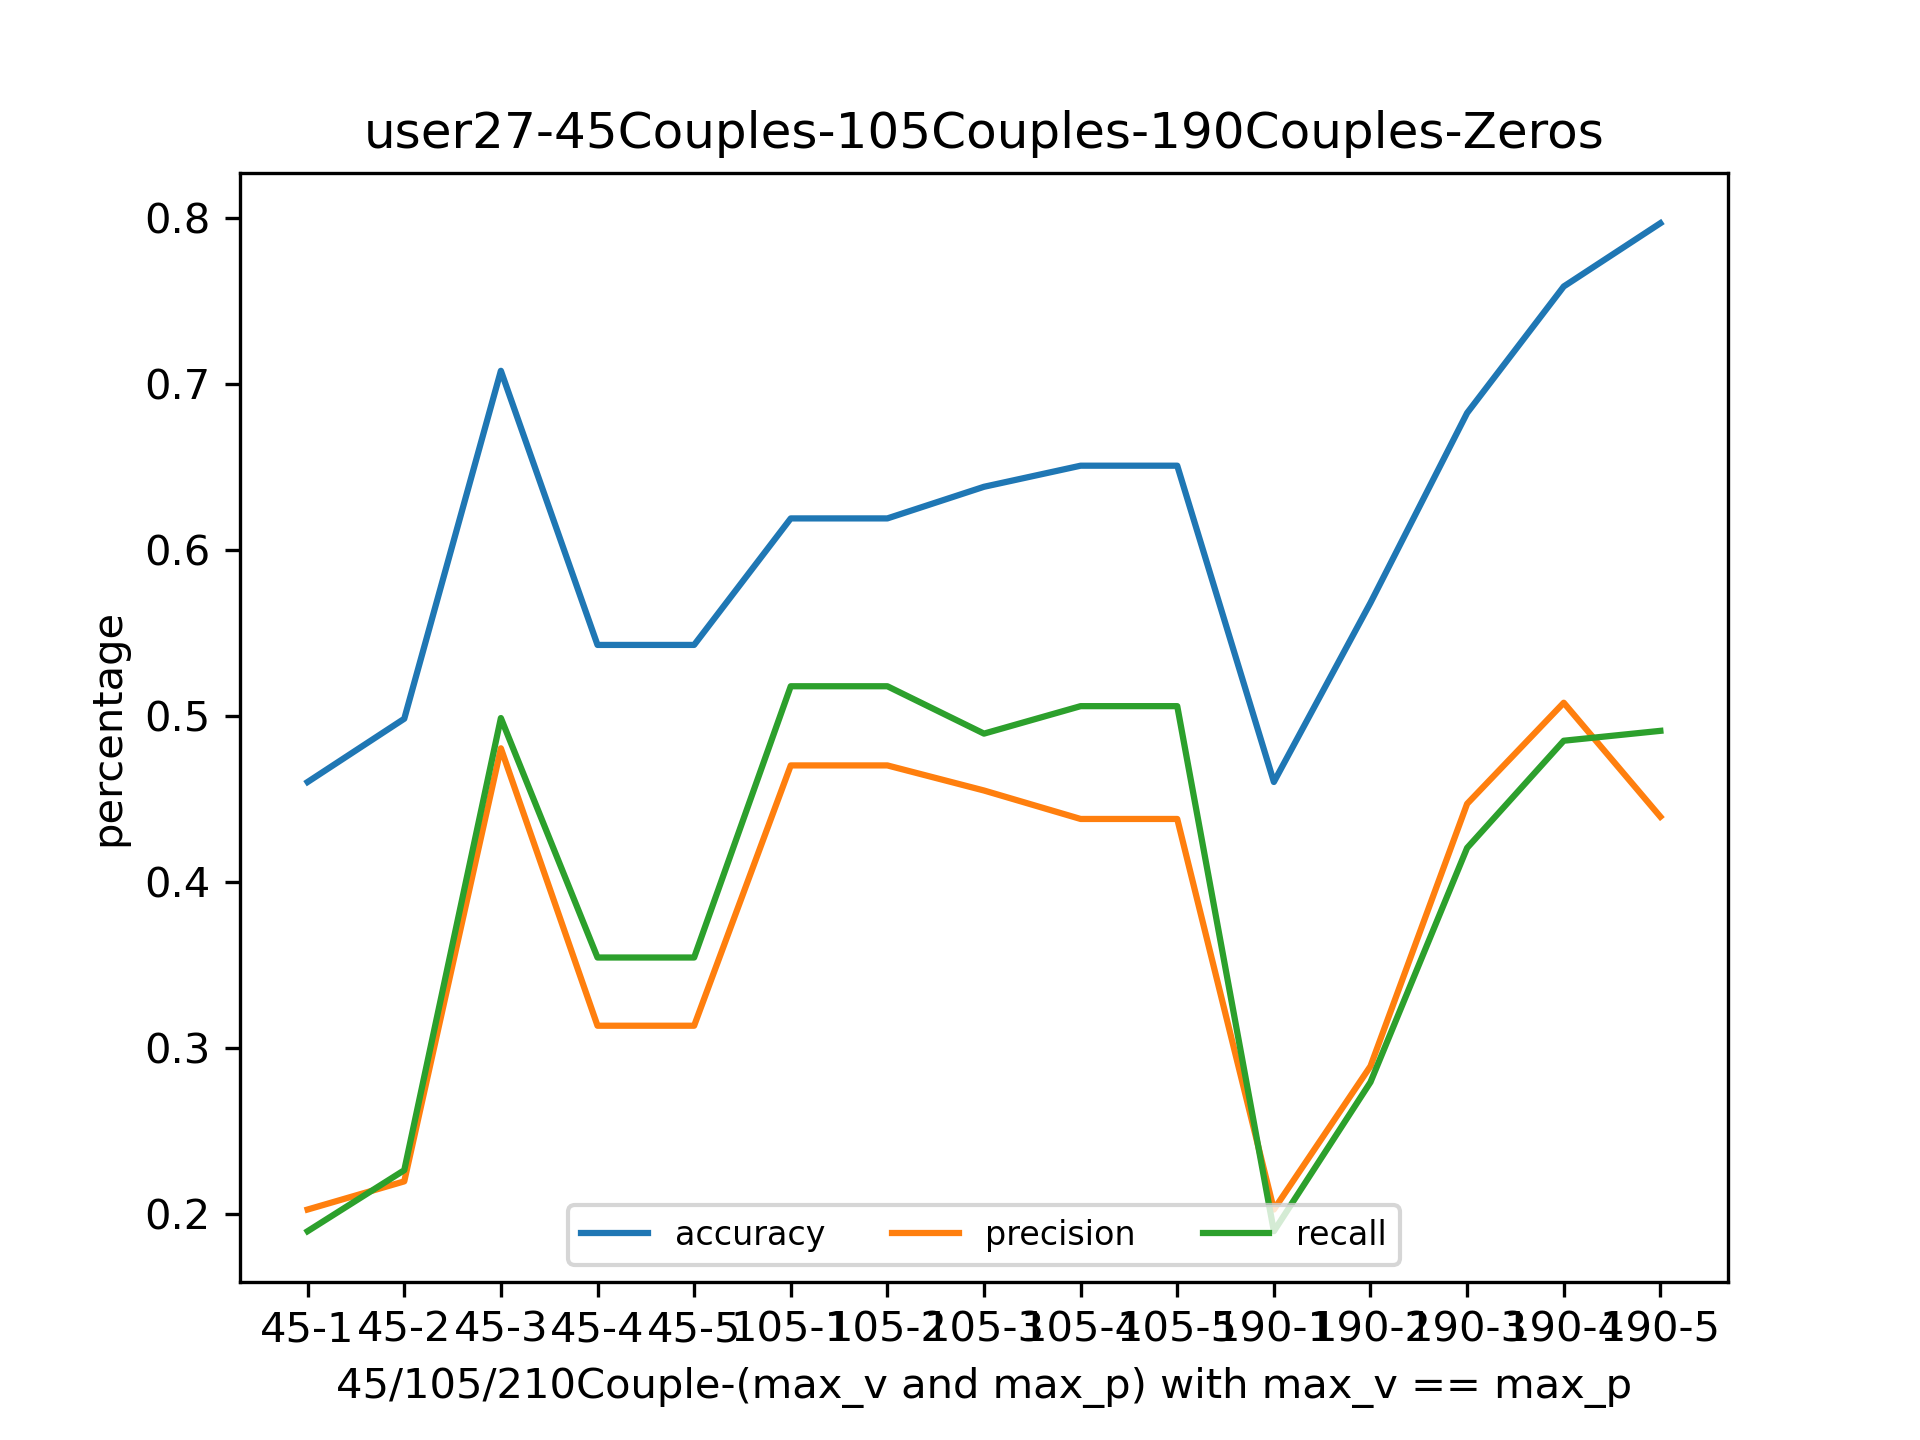 user27-45Couples-105Couples-190Couples-Zeros
0.8
0.7
0.6
0.5
0.4
0.3
0.2
percentage
accuracy precision recall
45-1 45-2 45-3 45-4 45-5 105-1 105-2 105-3 105-4 105-5 190-1 190-2 190-3 190-4 190-5
45/105/210Couple-(max_v and max_p) with max_v == max_p